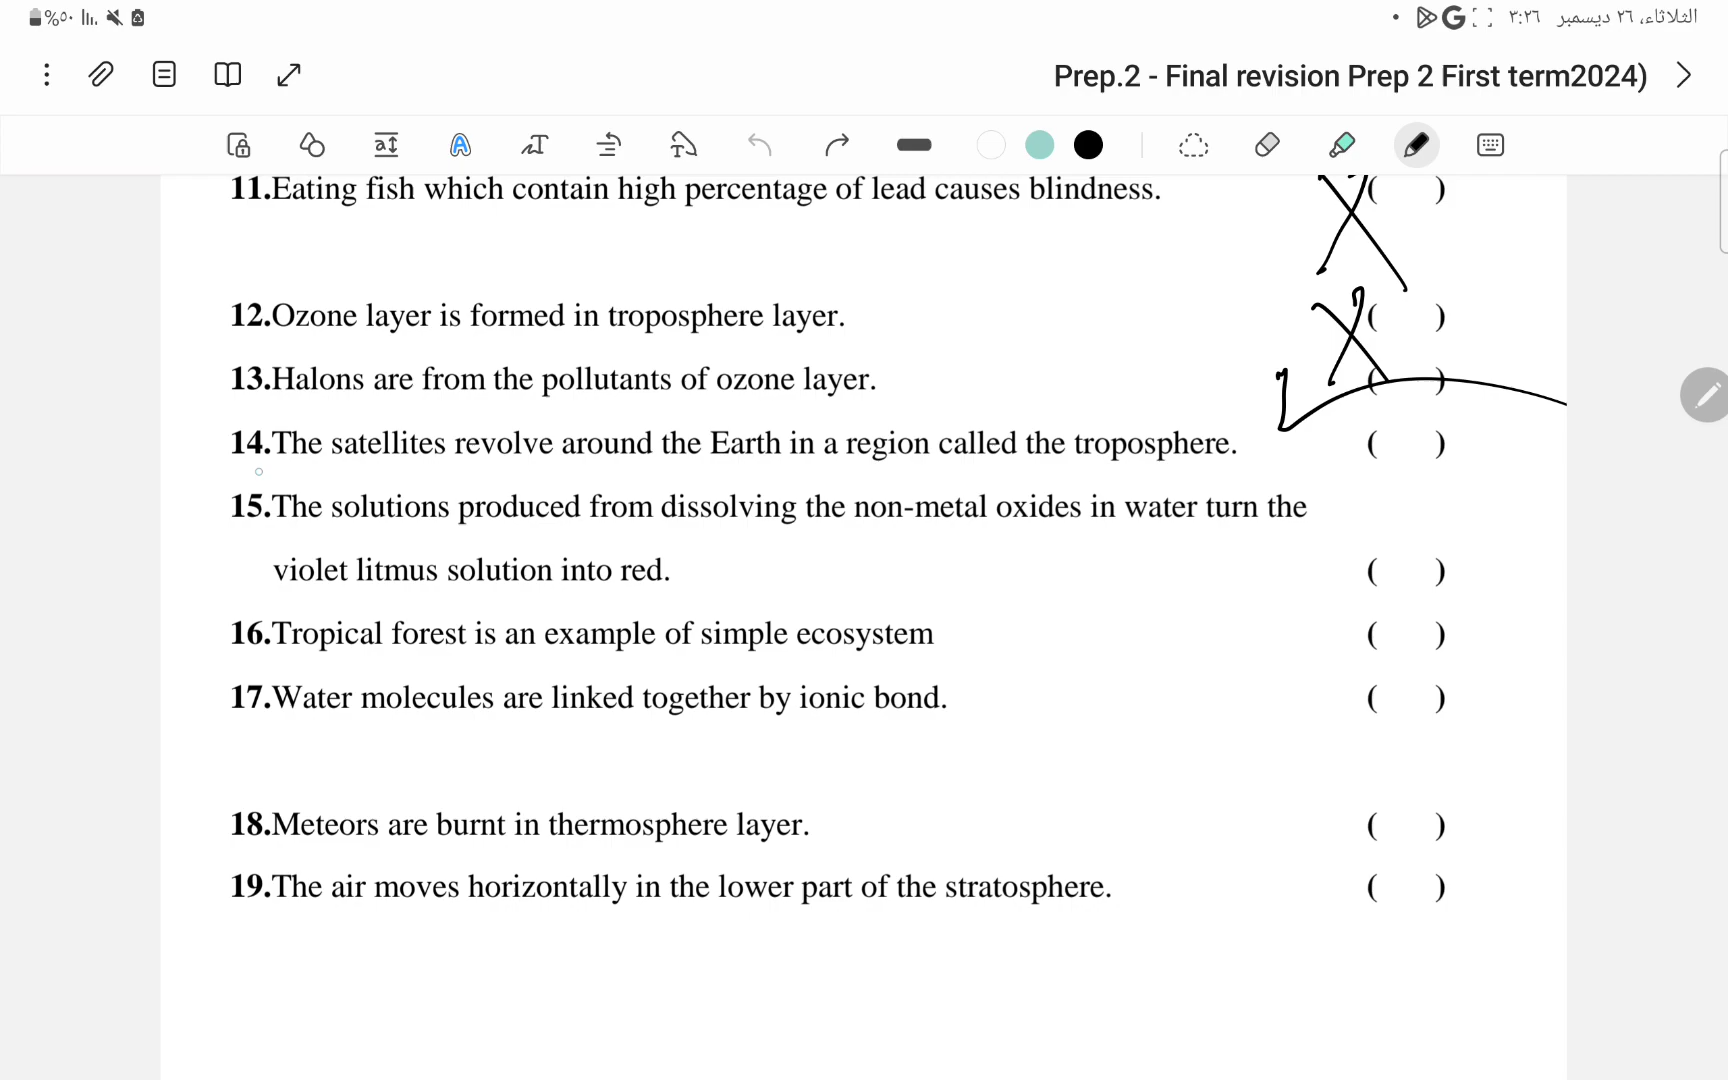 %٥٠
٣:٢٦ الثلاثاء، ٢٦ ديسمبر
Prep.2 - Final revision Prep 2 First term2024)
11.Eating fish which contain high percentage of lead causes blindness. ( )
12.Ozone layer is formed in troposphere layer. ( )
13.Halons are from the pollutants of ozone layer. ( )
14.The satellites revolve around the Earth in a region called the troposphere. ( )
15.The solutions produced from dissolving the non-metal oxides in water turn the
violet litmus solution into red. ( )
16.Tropical forest is an example of simple ecosystem ( )
17.Water molecules are linked together by ionic bond. ( )
18.Meteors are burnt in thermosphere layer. ( )
19.The air moves horizontally in the lower part of the stratosphere. ( )